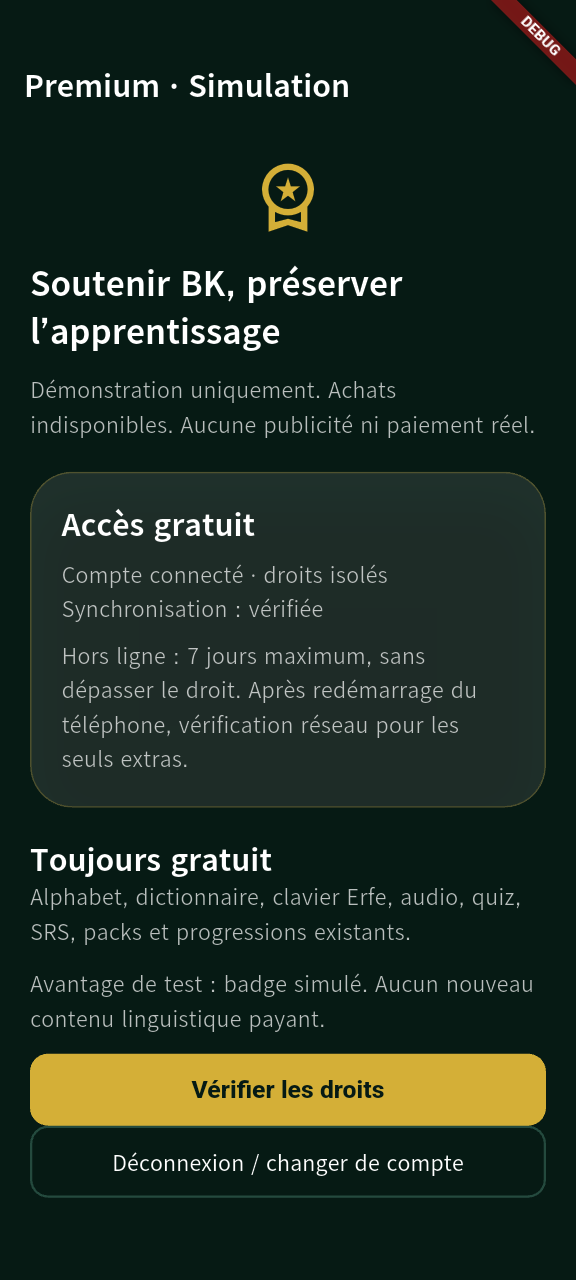 DEBUG
Premium · Simulation
Soutenir BK, préserver
l’apprentissage
Démonstration uniquement. Achats
indisponibles. Aucune publicité ni paiement réel.
Accès gratuit
Compte connecté · droits isolés
Synchronisation : vérifiée
Hors ligne : 7 jours maximum, sans
dépasser le droit. Après redémarrage du
téléphone, vérification réseau pour les
seuls extras.
Toujours gratuit
Alphabet, dictionnaire, clavier Erfe, audio, quiz,
SRS, packs et progressions existants.
Avantage de test : badge simulé. Aucun nouveau
contenu linguistique payant.
Vérifier les droits
Déconnexion / changer de compte